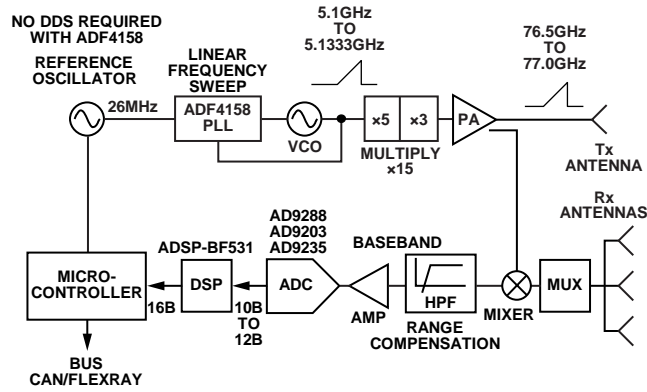 NO DDS REQUIRED
WITH ADF4158
REFERENCE
OSCILLATOR
26MHz
LINEAR
FREQUENCY
SWEEP
ADF4158
PLL
VCO
5.1GHz
TO
5.1333GHz
×5
×3
MULTIPLY
×15
PA
76.5GHz
TO
77.0GHz
Tx
ANTENNA
Rx
ANTENNAS
MICRO-
CONTROLLER
16B
BUS
CAN/FLEXRAY
ADSP-BF531
DSP
10B
TO
12B
AD9288
AD9203
AD9235
ADC
BASEBAND
AMP
HPF
RANGE
COMPENSATION
MIXER
MUX